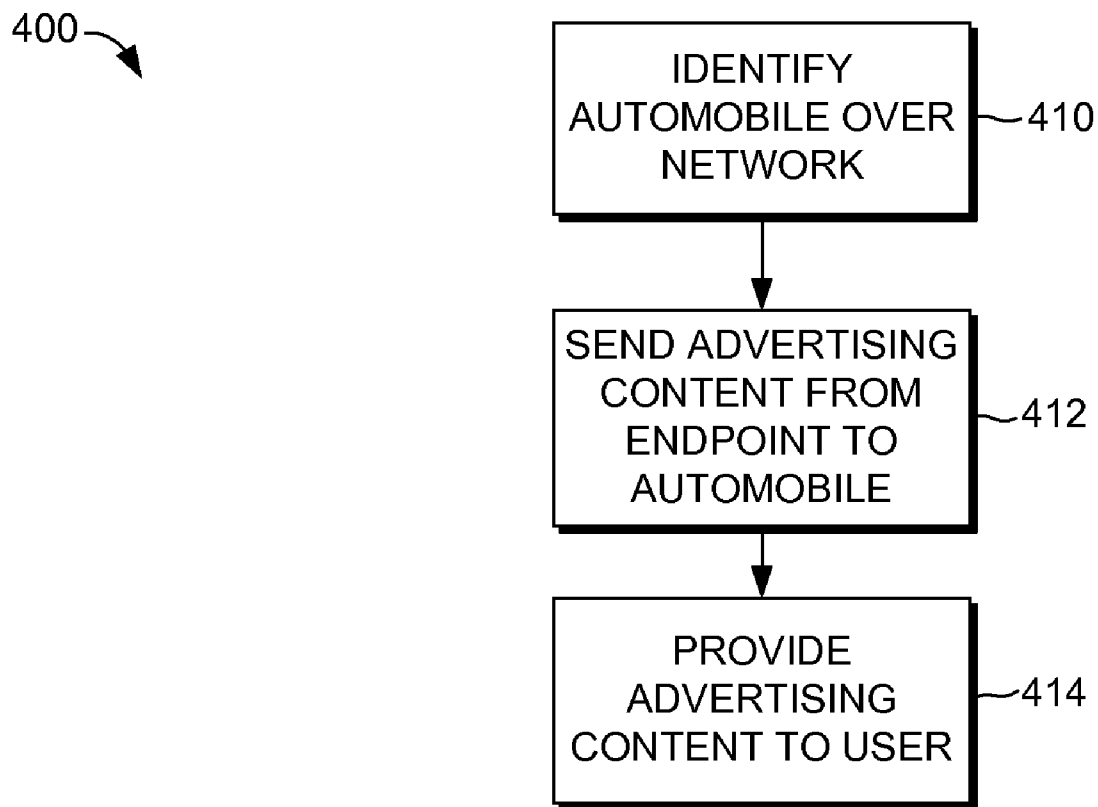 400
IDENTIFY
AUTOMOBILE OVER
NETWORK
410
SEND ADVERTISING
CONTENT FROM
ENDPOINT TO
AUTOMOBILE
412
PROVIDE
ADVERTISING
CONTENT TO USER
414